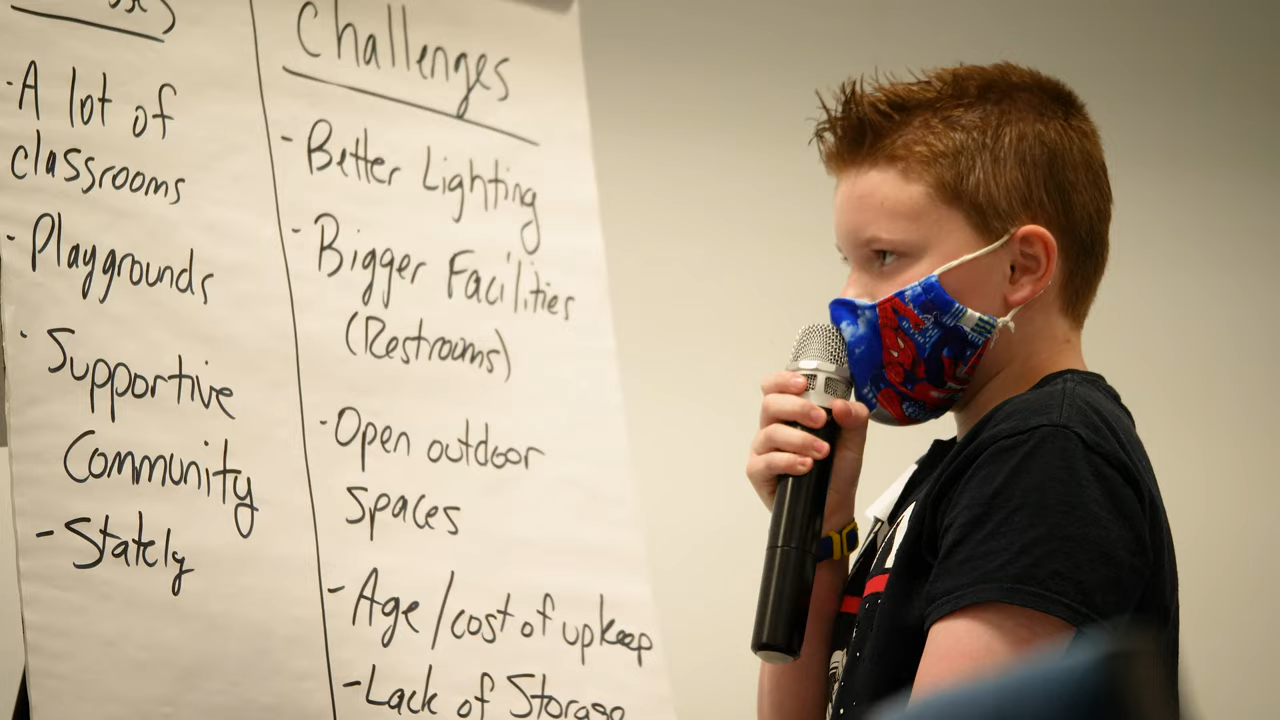 - A lot of
classrooms
- Playgrounds
- Supportive
Community
- Stately
Challenges
- Better Lighting
- Bigger Facilities
(Restrooms)
- Open outdoor
spaces
- Age/cost of upkeep
- Lack of Storage